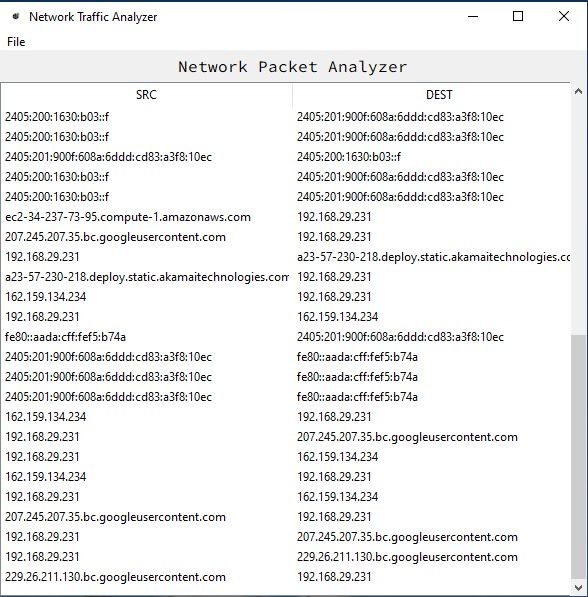 Network Traffic Analyzer
File
Network Packet Analyzer
SRC DEST
2405:200:1630:b03::f 2405:201:900f:608a:6ddd:cd83:a3f8:10ec
2405:200:1630:b03::f 2405:201:900f:608a:6ddd:cd83:a3f8:10ec
2405:201:900f:608a:6ddd:cd83:a3f8:10ec 2405:200:1630:b03::f
2405:200:1630:b03::f 2405:201:900f:608a:6ddd:cd83:a3f8:10ec
2405:200:1630:b03::f 2405:201:900f:608a:6ddd:cd83:a3f8:10ec
ec2-34-237-73-95.compute-1.amazonaws.com 192.168.29.231
207.245.207.35.bc.googleusercontent.com 192.168.29.231
192.168.29.231 a23-57-230-218.deploy.static.akamaitechnologies.cc
a23-57-230-218.deploy.static.akamaitechnologies.com 192.168.29.231
162.159.134.234 192.168.29.231
192.168.29.231 162.159.134.234
fe80::aada:cff:fef5:b74a 2405:201:900f:608a:6ddd:cd83:a3f8:10ec
2405:201:900f:608a:6ddd:cd83:a3f8:10ec fe80::aada:cff:fef5:b74a
2405:201:900f:608a:6ddd:cd83:a3f8:10ec fe80::aada:cff:fef5:b74a
2405:201:900f:608a:6ddd:cd83:a3f8:10ec fe80::aada:cff:fef5:b74a
162.159.134.234 192.168.29.231
192.168.29.231 207.245.207.35.bc.googleusercontent.com
192.168.29.231 162.159.134.234
162.159.134.234 192.168.29.231
192.168.29.231 162.159.134.234
207.245.207.35.bc.googleusercontent.com 192.168.29.231
192.168.29.231 207.245.207.35.bc.googleusercontent.com
192.168.29.231 229.26.211.130.bc.googleusercontent.com
229.26.211.130.bc.googleusercontent.com 192.168.29.231